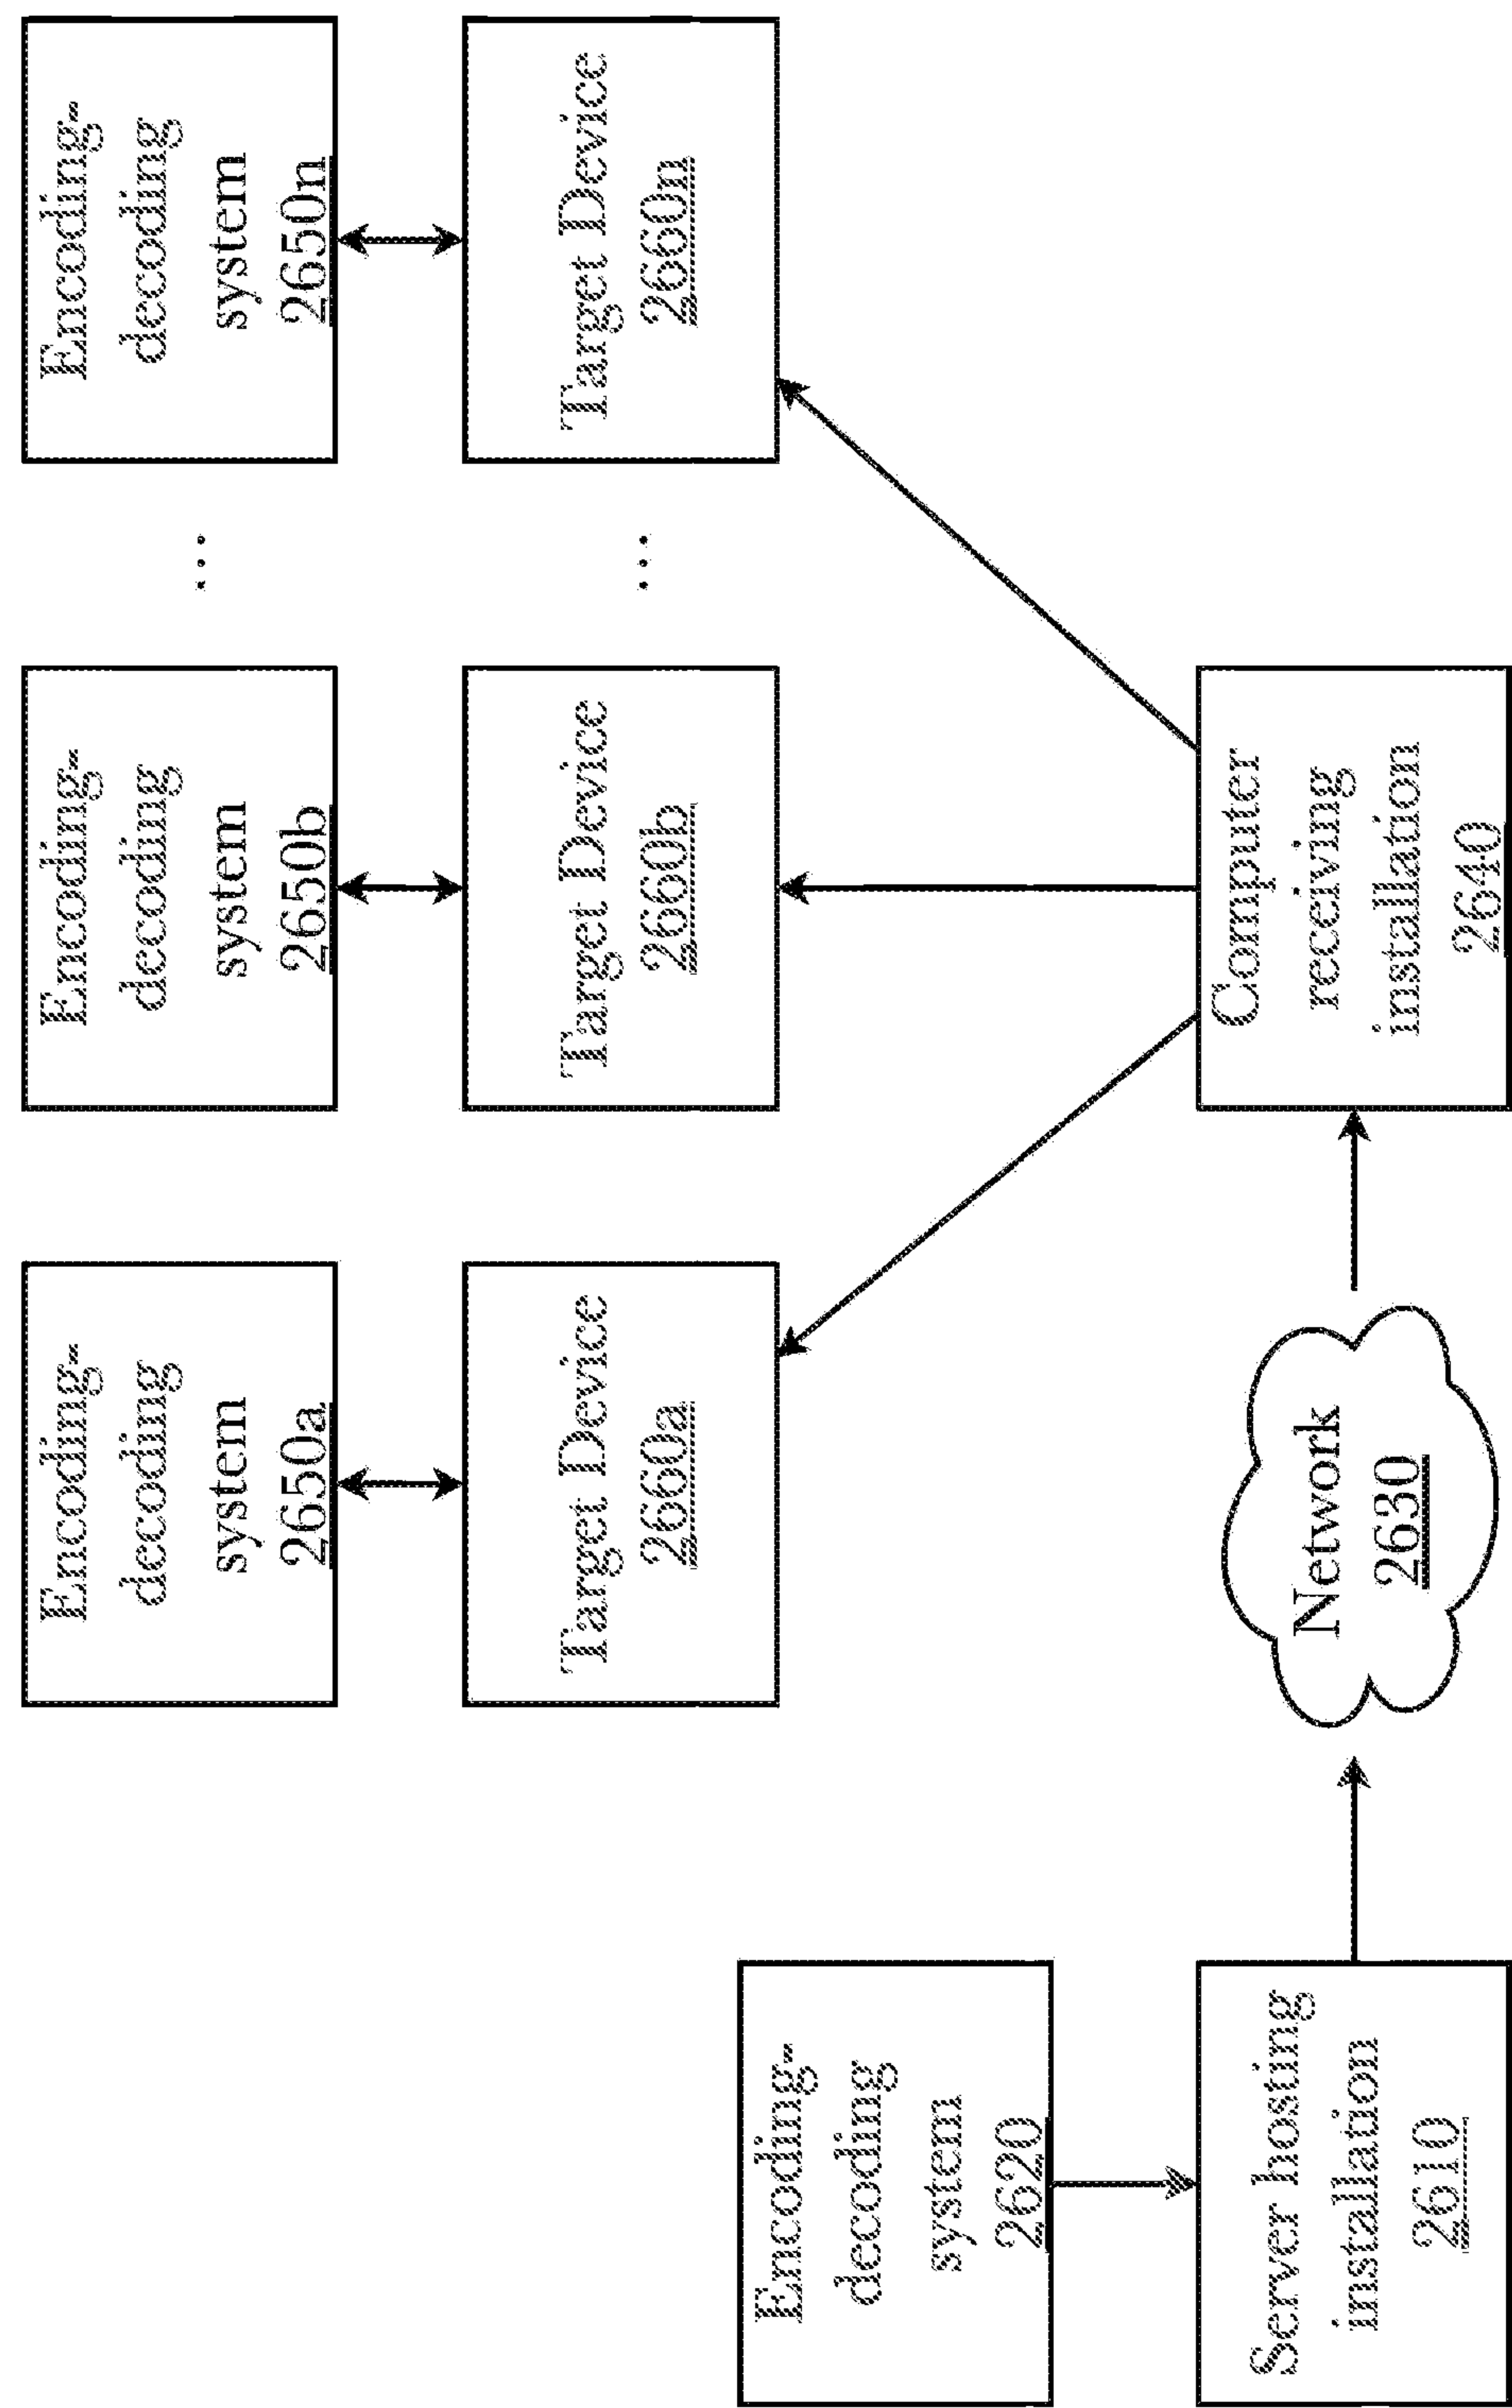 Encoding-
decoding
system
2620
Server hosting
installation
2610
Network
2630
Encoding-
decoding
system
2650a
Target Device
2660a
Encoding-
decoding
system
2650b
Target Device
2660b
Computer
receiving
installation
2640
...
...
Encoding-
decoding
system
2650n
Target Device
2660n